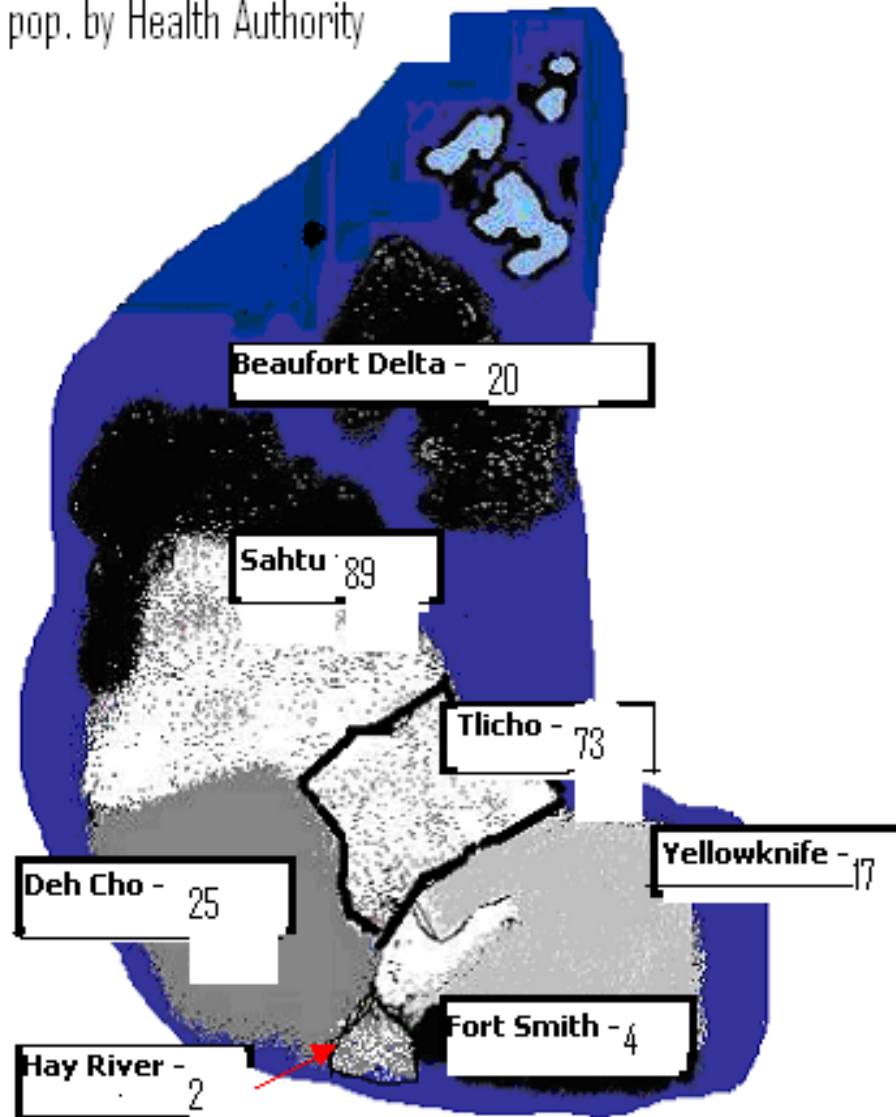 pop. by Health Authority
Beaufort Delta - 20
Sahtu - 89
Tlicho - 73
Yellowknife - 17
Deh Cho - 25
Fort Smith - 4
Hay River - 2